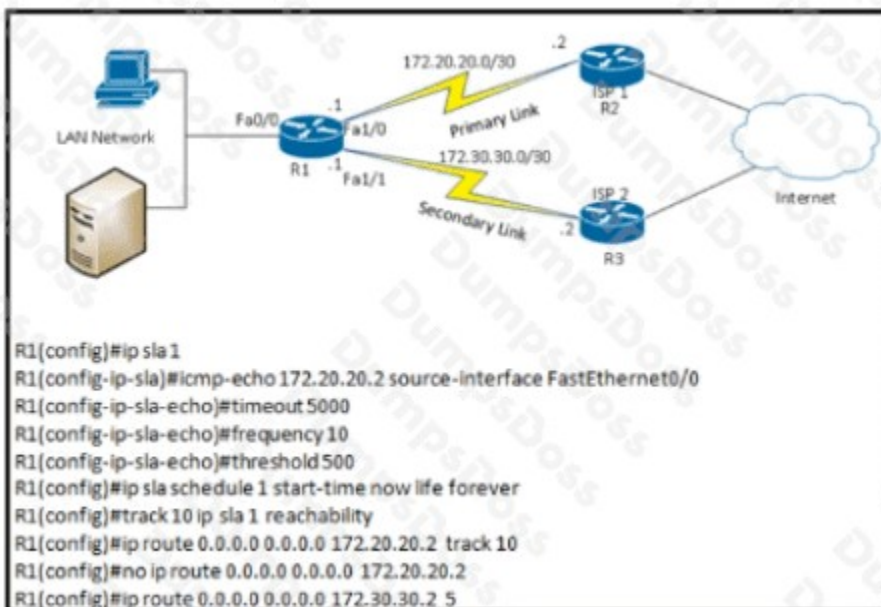 172.20.20.0/30
.2
ISP 1
R2
LAN Network
Fa0/0
.1
Fa1/0
Primary Link
R1
.1
Fa1/1
172.30.30.0/30
Secondary Link
ISP 2
.2
R3
Internet
R1(config)#ip sla 1
R1(config-ip-sla)#icmp-echo 172.20.20.2 source-interface FastEthernet0/0
R1(config-ip-sla-echo)#timeout 5000
R1(config-ip-sla-echo)#frequency 10
R1(config-ip-sla-echo)#threshold 500
R1(config)#ip sla schedule 1 start-time now life forever
R1(config)#track 10 ip sla 1 reachability
R1(config)#ip route 0.0.0.0 0.0.0.0 172.20.20.2 track 10
R1(config)#no ip route 0.0.0.0 0.0.0.0 172.20.20.2
R1(config)#ip route 0.0.0.0 0.0.0.0 172.30.30.2 5
DumpsDoss